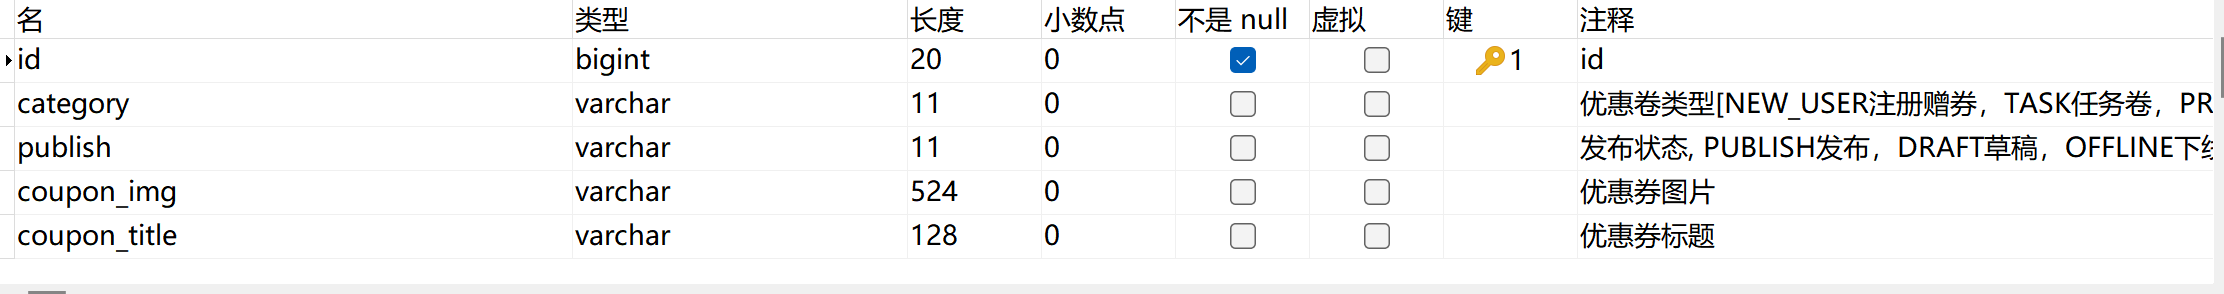 名 类型 长度 小数点 不是 null 虚拟 键 注释
id bigint 20 0 1 id
category varchar 11 0 优惠卷类型[NEW_USER注册赠券，TASK任务卷，PR
publish varchar 11 0 发布状态, PUBLISH发布，DRAFT草稿，OFFLINE下线
coupon_img varchar 524 0 优惠券图片
coupon_title varchar 128 0 优惠券标题